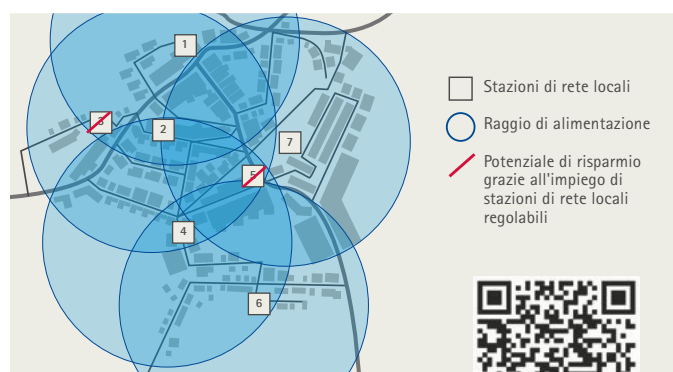 1
Stazioni di rete locali
3
2
Raggio di alimentazione
7
5
Potenziale di risparmio
grazie all'impiego di
stazioni di rete locali
regolabili
4
6